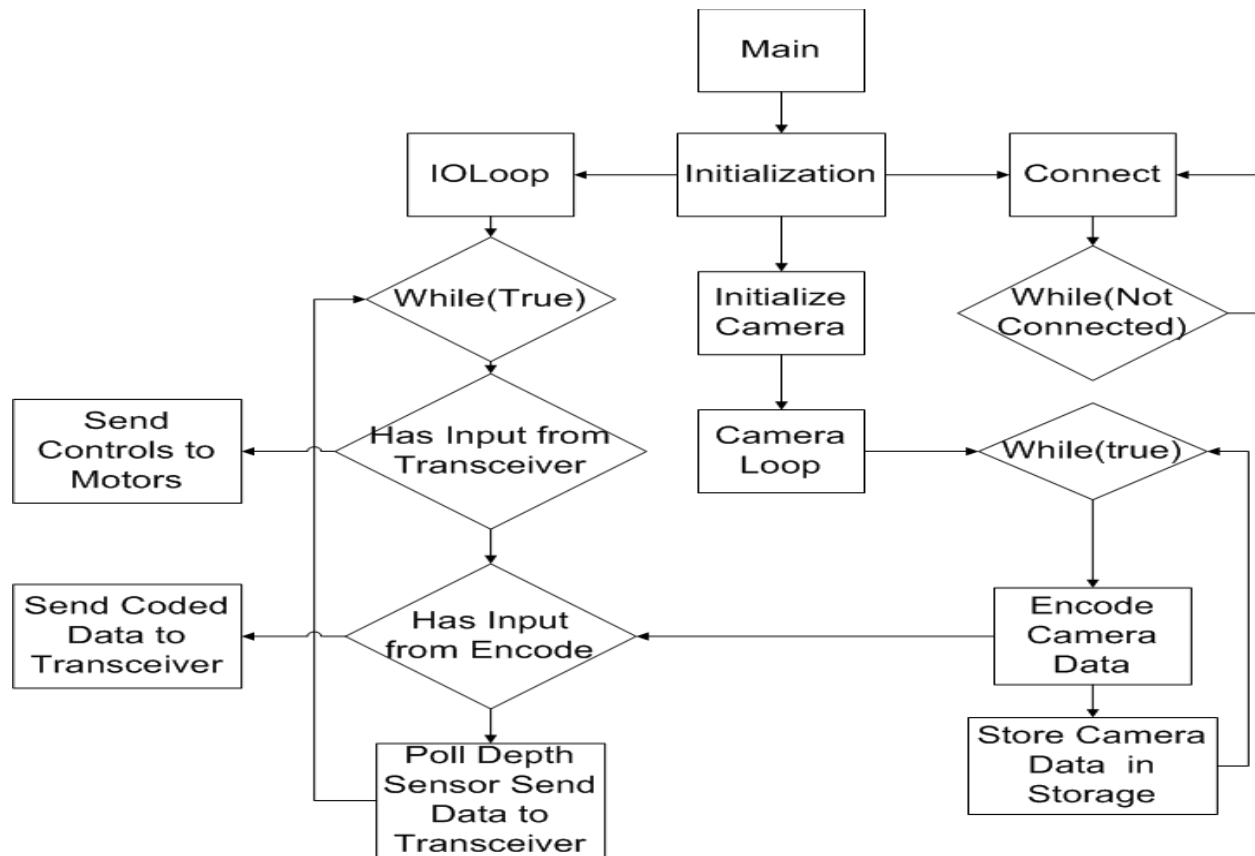 Main
IOLoop
Initialization
Connect
While(True)
Initialize
Camera
While(Not
Connected)
Send
Controls to
Motors
Has Input from
Transceiver
Camera
Loop
While(true)
Send Coded
Data to
Transceiver
Has Input
from Encode
Encode
Camera
Data
Poll Depth
Sensor Send
Data to
Transceiver
Store Camera
Data in
Storage